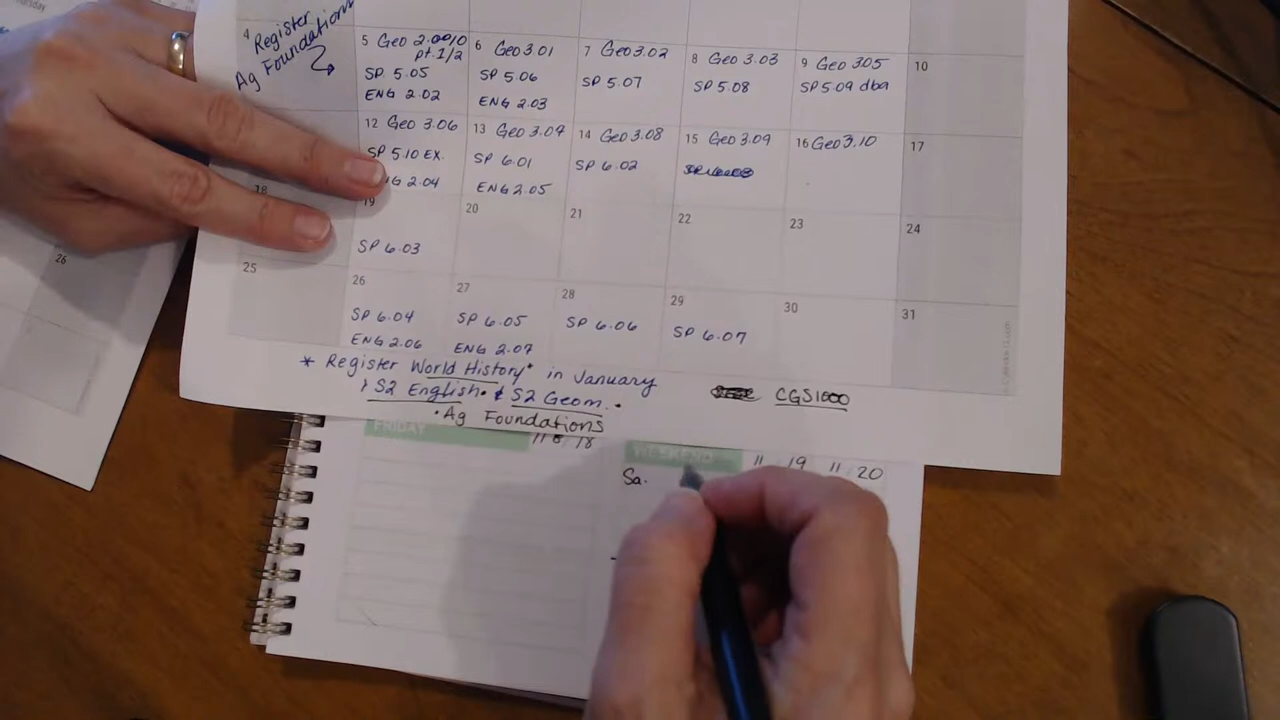 4
Register
Ag Foundations
5 Geo 2.0010
pt. 1/2
SP 5.05
ENG 2.02
6 Geo 3.01
SP 5.06
ENG 2.03
7 Geo 3.02
SP 5.07
8 Geo 3.03
SP 5.08
9 Geo 3.05
SP 5.09 dba
10
12 Geo 3.06
SP 5.10 EX.
NG 2.04
13 Geo 3.07
SP 6.01
ENG 2.05
14 Geo 3.08
SP 6.02
15 Geo 3.09
16 Geo 3.10
17
18
19
SP 6.03
20
21
22
23
24
25
26
SP 6.04
ENG 2.06
27
SP 6.05
ENG 2.07
28
SP 6.06
29
SP 6.07
30
31
* Register World History* in January
S2 English • & S2 Geom. •
• Ag Foundations
CGS1000
26
FRIDAY
18
WEEKEND 11 19 11 20
Sa.